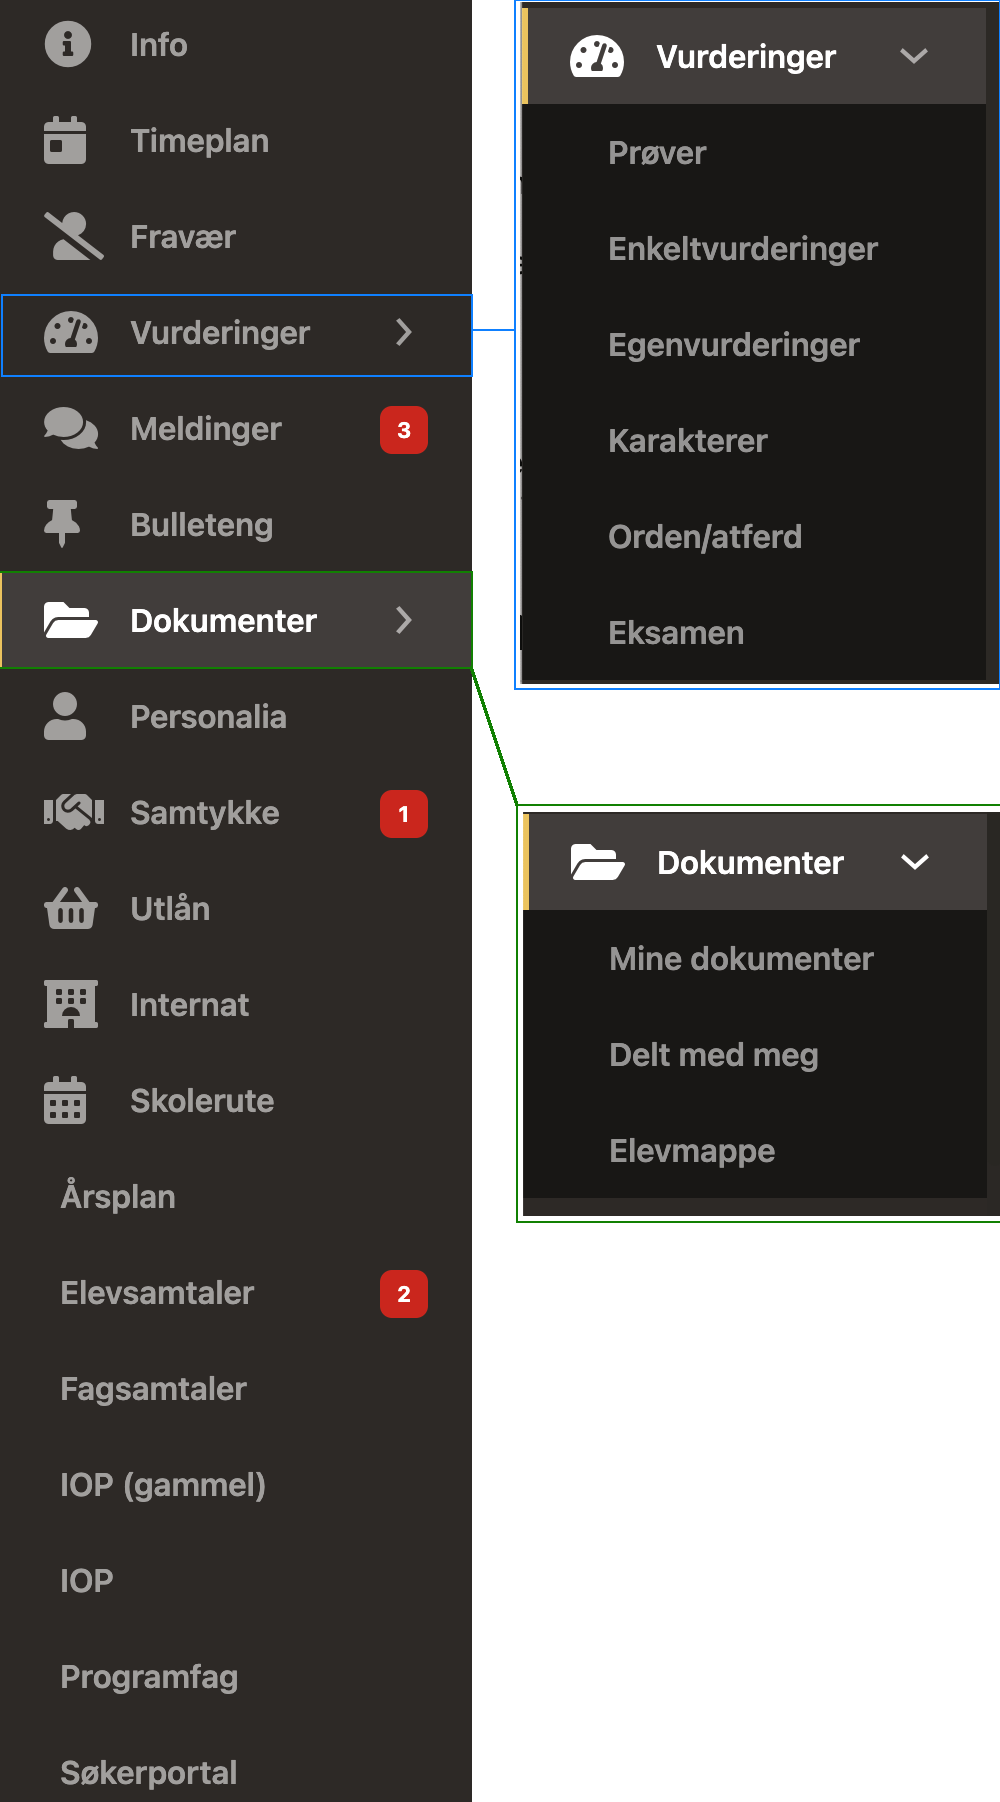 Info
Timeplan
Fravær
Vurderinger
Meldinger 3
Bulleteng
Dokumenter
Personalia
Samtykke 1
Utlån
Internat
Skolerute
Årsplan
Elevsamtaler 2
Fagsamtaler
IOP (gammel)
IOP
Programfag
Søkerportal
Vurderinger
Prøver
Enkeltvurderinger
Egenvurderinger
Karakterer
Orden/atferd
Eksamen
Dokumenter
Mine dokumenter
Delt med meg
Elevmappe